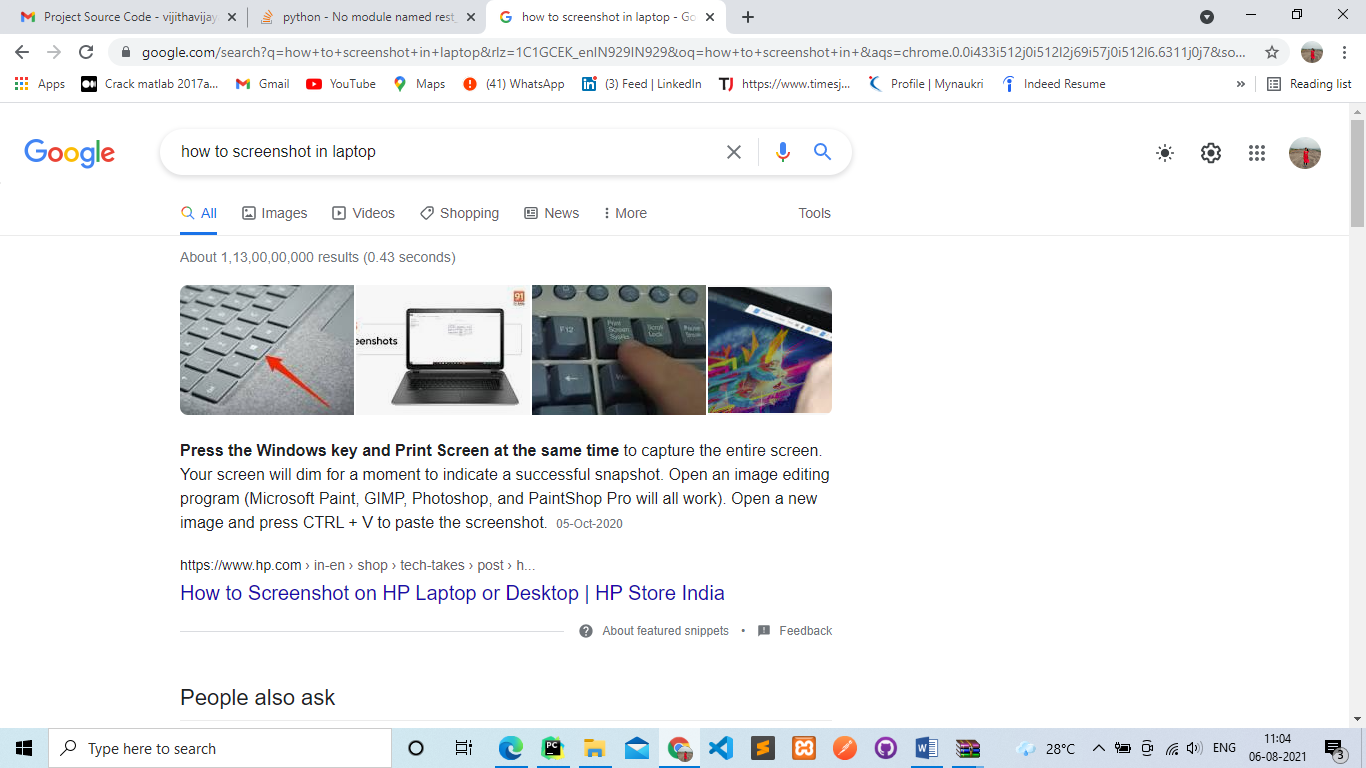 Project Source Code - vijithavijay
python - No module named rest_
how to screenshot in laptop - Go
google.com/search?q=how+to+screenshot+in+laptop&rlz=1C1GCEK_enIN929IN929&oq=how+to+screenshot+in+&aqs=chrome.0.0i433i512j0i512l2j69i57j0i512l6.6311j0j7&so...
Apps
Crack matlab 2017a...
Gmail
YouTube
Maps
(41) WhatsApp
(3) Feed | LinkedIn
https://www.timesj...
Profile | Mynaukri
Indeed Resume
»
Reading list
Google
how to screenshot in laptop
All
Images
Videos
Shopping
News
More
Tools
About 1,13,00,00,000 results (0.43 seconds)
91
eenshots
F12
Print Screen SysRq
Scroll Lock
Pause
Press the Windows key and Print Screen at the same time to capture the entire screen.
Your screen will dim for a moment to indicate a successful snapshot. Open an image editing
program (Microsoft Paint, GIMP, Photoshop, and PaintShop Pro will all work). Open a new
image and press CTRL + V to paste the screenshot. 05-Oct-2020
https://www.hp.com › in-en › shop › tech-takes › post › h...
How to Screenshot on HP Laptop or Desktop | HP Store India
About featured snippets • Feedback
People also ask
Type here to search
PC
28°C
ENG
11:04
06-08-2021
3